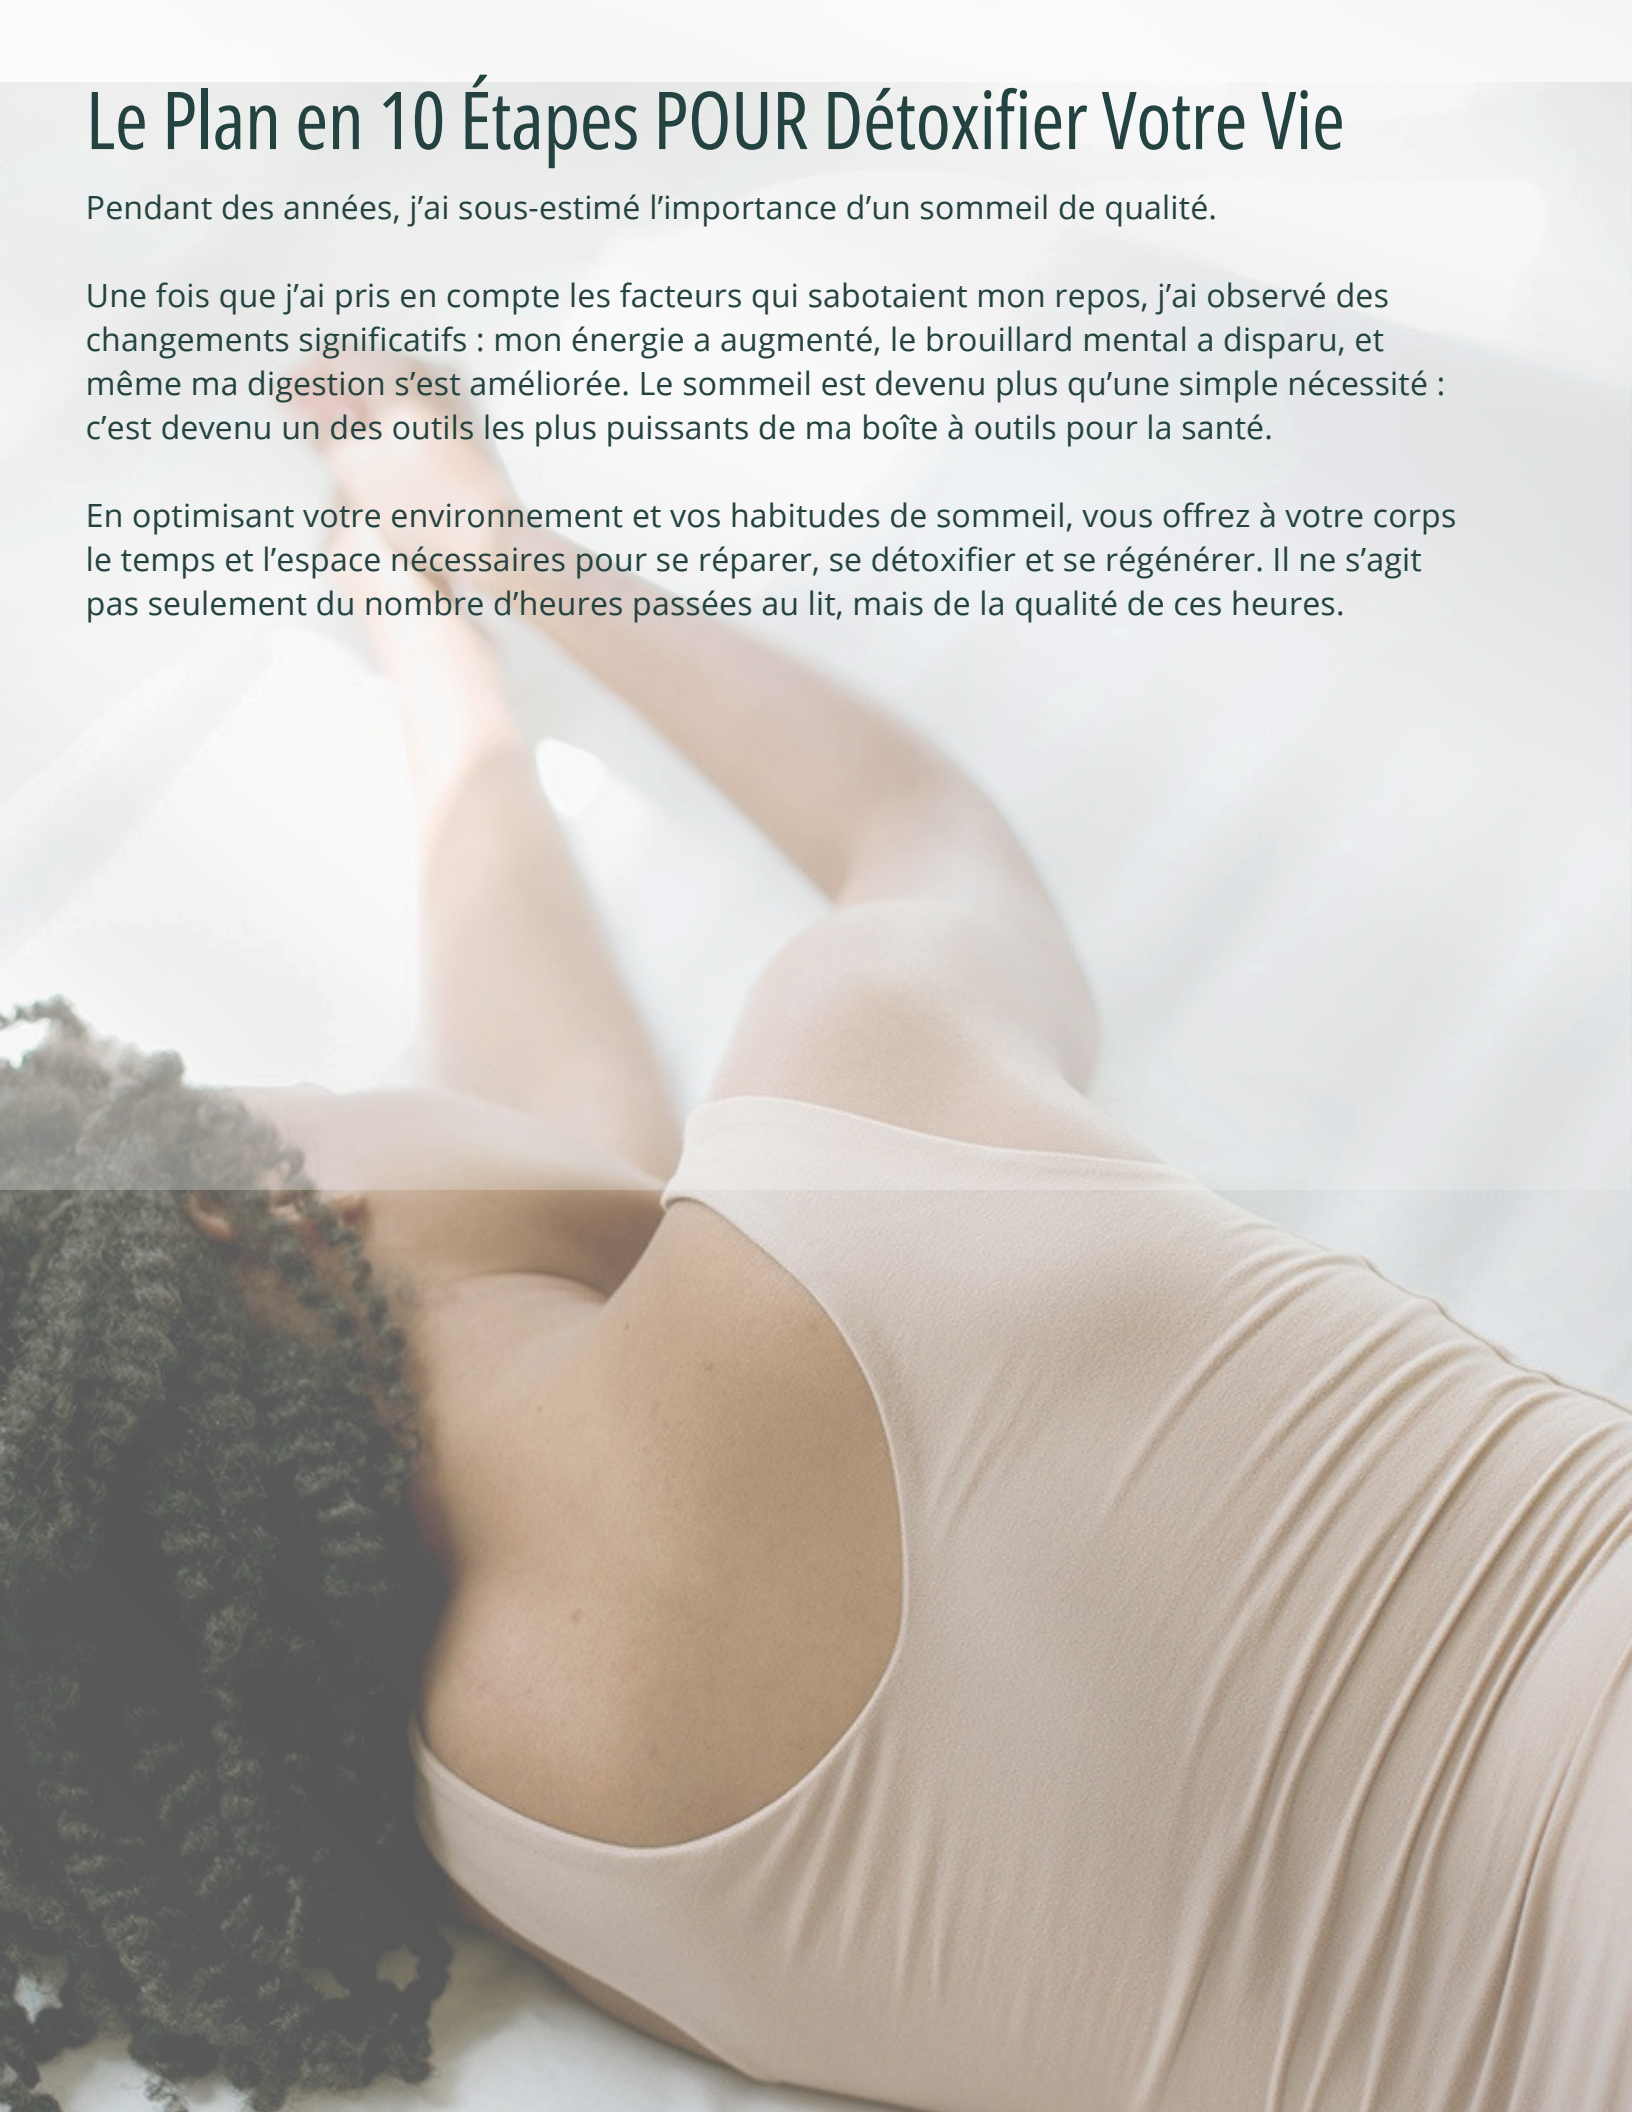 Le Plan en 10 Étapes POUR Détoxifier Votre Vie
Pendant des années, j’ai sous-estimé l’importance d’un sommeil de qualité.
Une fois que j’ai pris en compte les facteurs qui sabotaient mon repos, j’ai observé des
changements significatifs : mon énergie a augmenté, le brouillard mental a disparu, et
même ma digestion s’est améliorée. Le sommeil est devenu plus qu’une simple nécessité :
c’est devenu un des outils les plus puissants de ma boîte à outils pour la santé.
En optimisant votre environnement et vos habitudes de sommeil, vous offrez à votre corps
le temps et l’espace nécessaires pour se réparer, se détoxifier et se régénérer. Il ne s’agit
pas seulement du nombre d’heures passées au lit, mais de la qualité de ces heures.